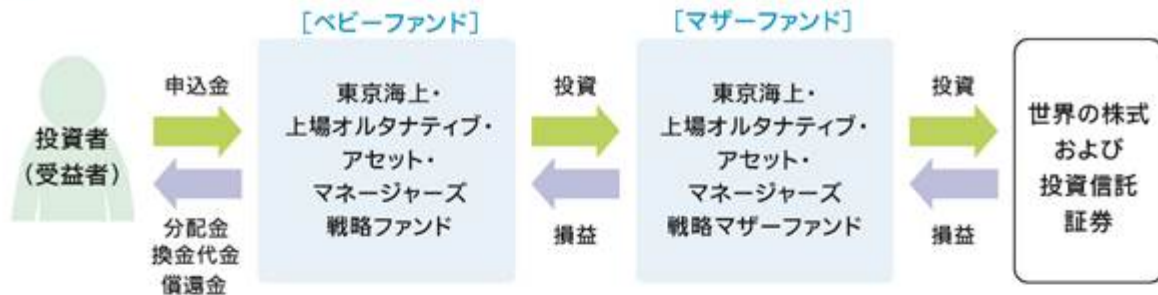 [ベビーファンド]
[マザーファンド]
投資者
(受益者)
申込金
分配金
換金代金
償還金
東京海上・
上場オルタナティブ・
アセット・
マネージャーズ
戦略ファンド
投資
損益
東京海上・
上場オルタナティブ・
アセット・
マネージャーズ
戦略マザーファンド
投資
損益
世界の株式
および
投資信託
証券